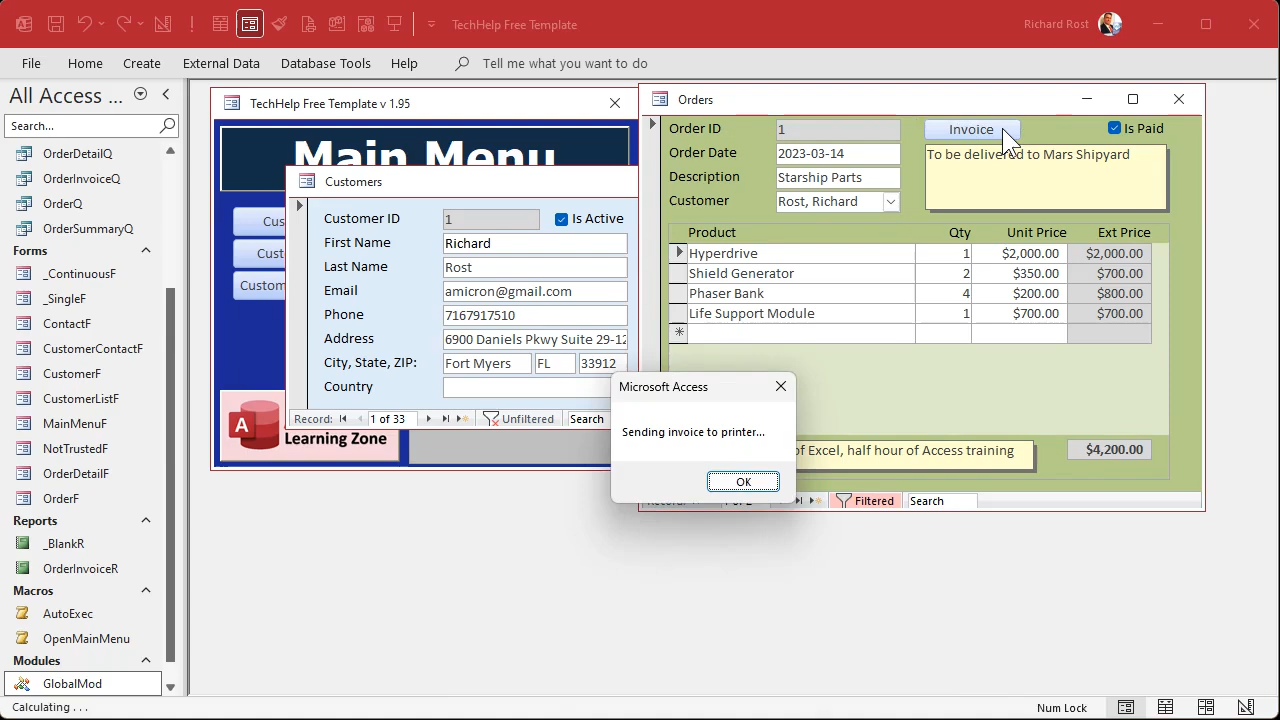 TechHelp Free Template
Richard Rost
File Home Create External Data Database Tools Help Tell me what you want to do
All Access ...
Search...
OrderDetailQ
OrderInvoiceQ
OrderQ
OrderSummaryQ
Forms
_ContinuousF
_SingleF
ContactF
CustomerContactF
CustomerF
CustomerListF
MainMenuF
NotTrustedF
OrderDetailF
OrderF
Reports
_BlankR
OrderInvoiceR
Macros
AutoExec
OpenMainMenu
Modules
GlobalMod
TechHelp Free Template v 1.95
Main Menu
Cus
Cust
Custom
A
Learning Zone
Customers
Customer ID 1 Is Active
First Name Richard
Last Name Rost
Email amicron@gmail.com
Phone 7167917510
Address 6900 Daniels Pkwy Suite 29-12
City, State, ZIP: Fort Myers FL 33912
Country
Record: 1 of 33 Unfiltered Search
Orders
Order ID 1 Invoice Is Paid
Order Date 2023-03-14
Description Starship Parts
Customer Rost, Richard
To be delivered to Mars Shipyard
Product Qty Unit Price Ext Price
Hyperdrive 1 $2,000.00 $2,000.00
Shield Generator 2 $350.00 $700.00
Phaser Bank 4 $200.00 $800.00
Life Support Module 1 $700.00 $700.00
of Excel, half hour of Access training $4,200.00
Filtered Search
Microsoft Access
Sending invoice to printer...
OK
Calculating . . .
Num Lock